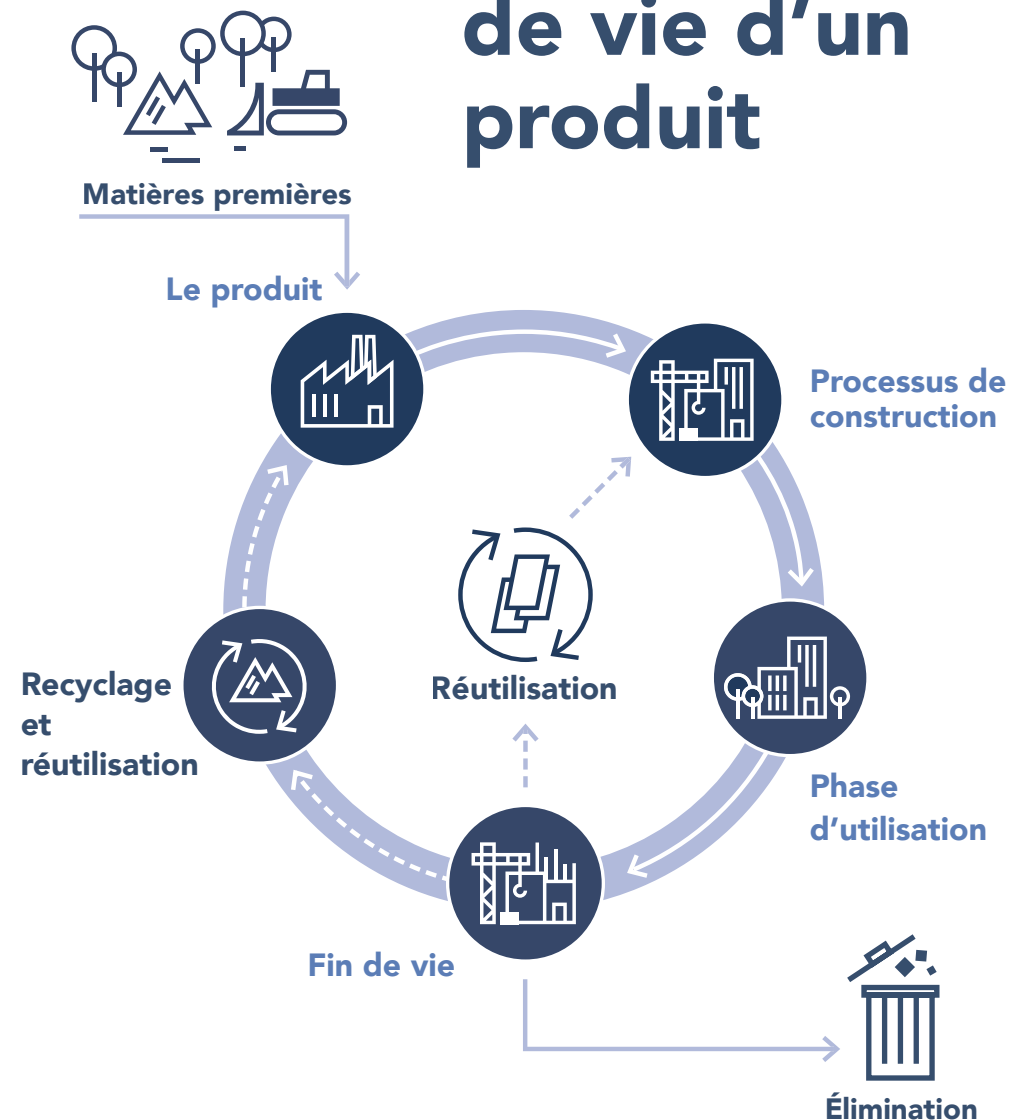 de vie d’un
produit
Matières premières
Le produit
Processus de
construction
Réutilisation
Recyclage
et
réutilisation
Phase
d’utilisation
Fin de vie
Élimination